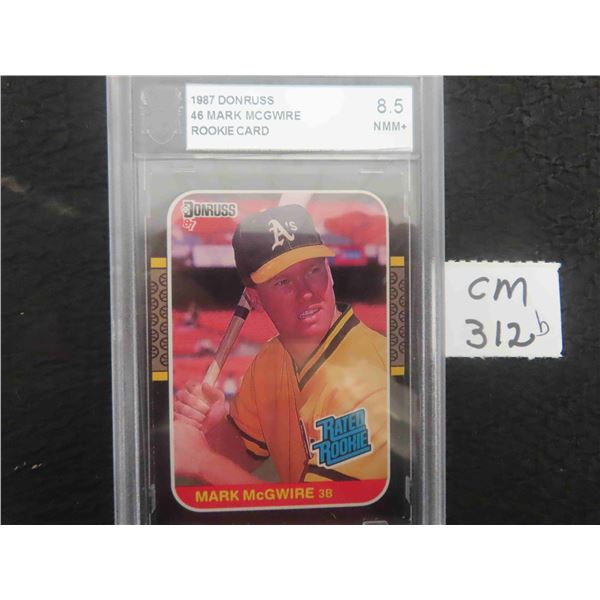 1987 DONRUSS
46 MARK MCGWIRE
ROOKIE CARD
8.5
NMM+
DONRUSS
'87
A's
RATED
ROOKIE
MARK McGWIRE 3B
CM
312b